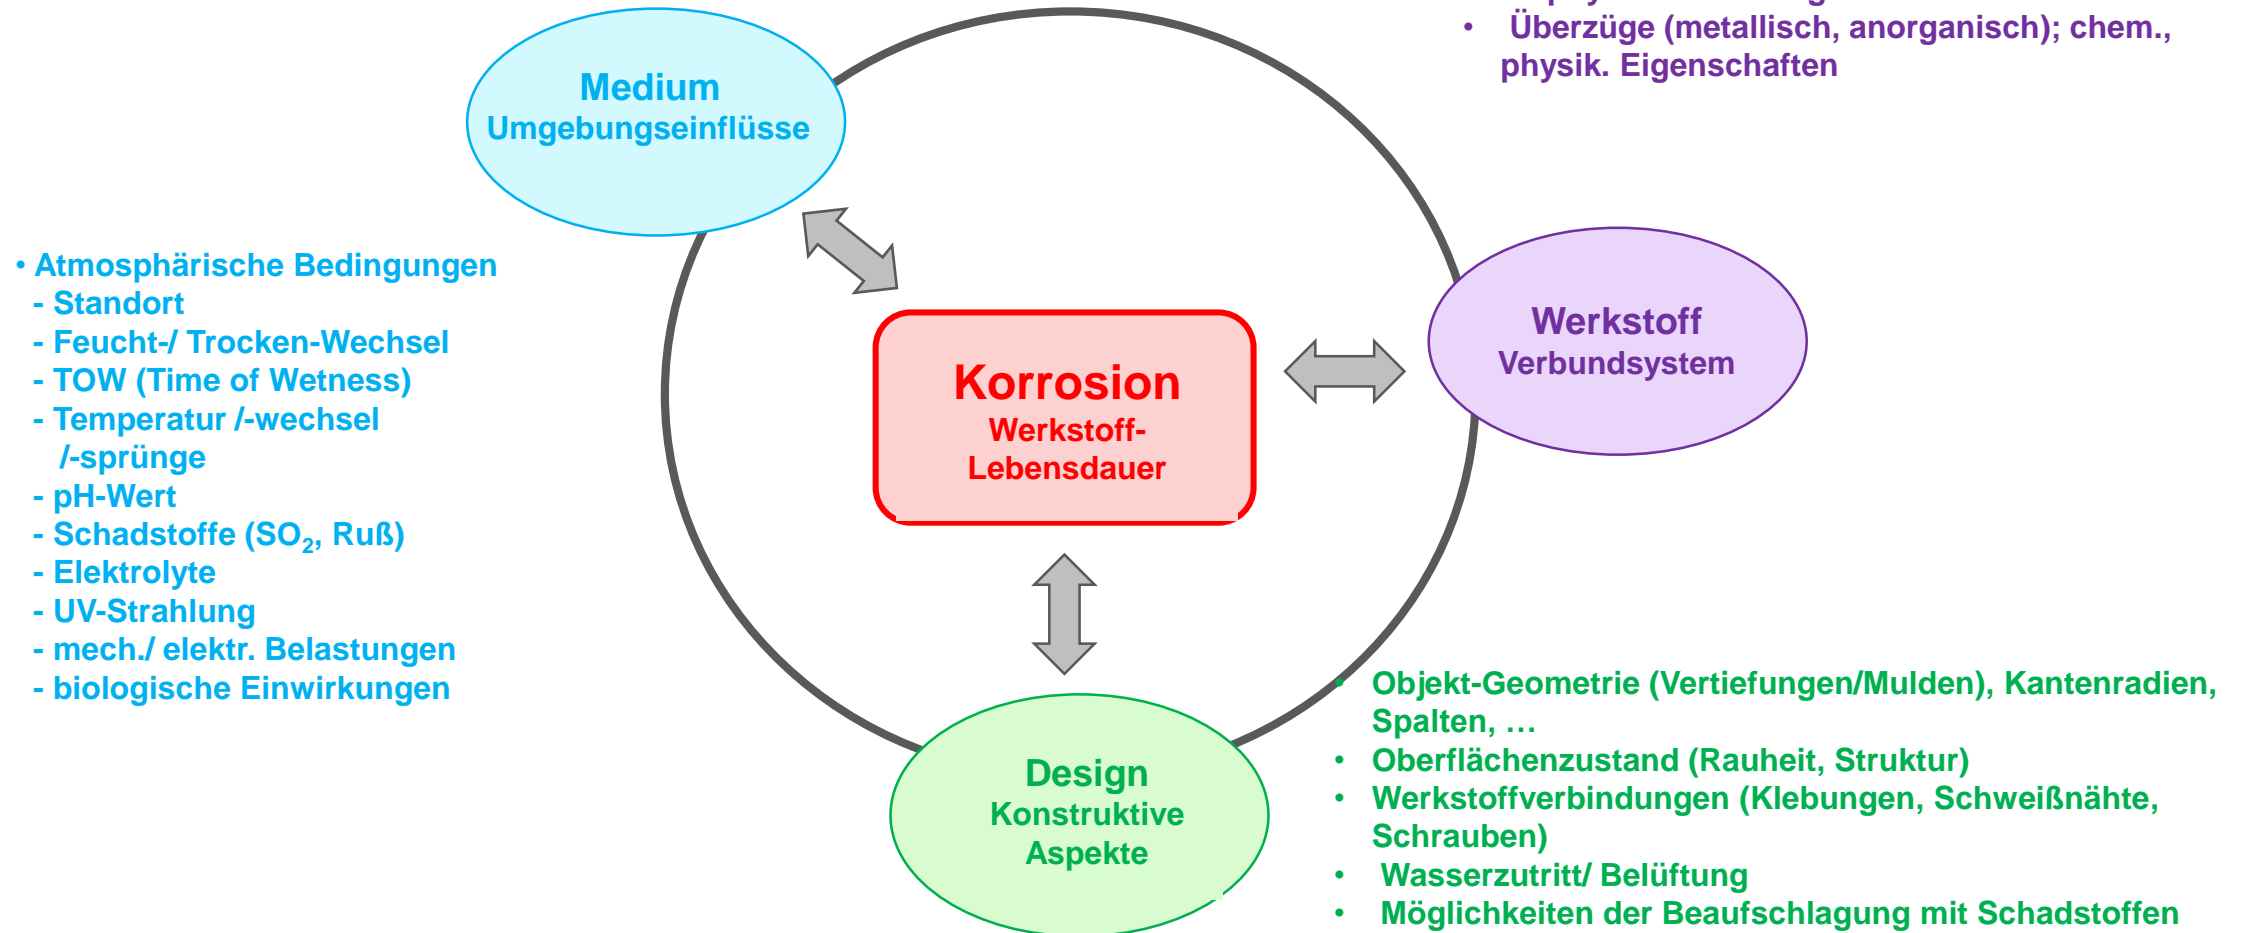 • Überzüge (metallisch, anorganisch); chem.,
physik. Eigenschaften
Medium
Umgebungseinflüsse
• Atmosphärische Bedingungen
- Standort
- Feucht-/ Trocken-Wechsel
- TOW (Time of Wetness)
- Temperatur /-wechsel
/-sprünge
- pH-Wert
- Schadstoffe (SO₂, Ruß)
- Elektrolyte
- UV-Strahlung
- mech./ elektr. Belastungen
- biologische Einwirkungen
Werkstoff
Verbundsystem
Korrosion
Werkstoff-
Lebensdauer
Design
Konstruktive
Aspekte
• Objekt-Geometrie (Vertiefungen/Mulden), Kantenradien,
Spalten, …
• Oberflächenzustand (Rauheit, Struktur)
• Werkstoffverbindungen (Klebungen, Schweißnähte,
Schrauben)
• Wasserzutritt/ Belüftung
• Möglichkeiten der Beaufschlagung mit Schadstoffen